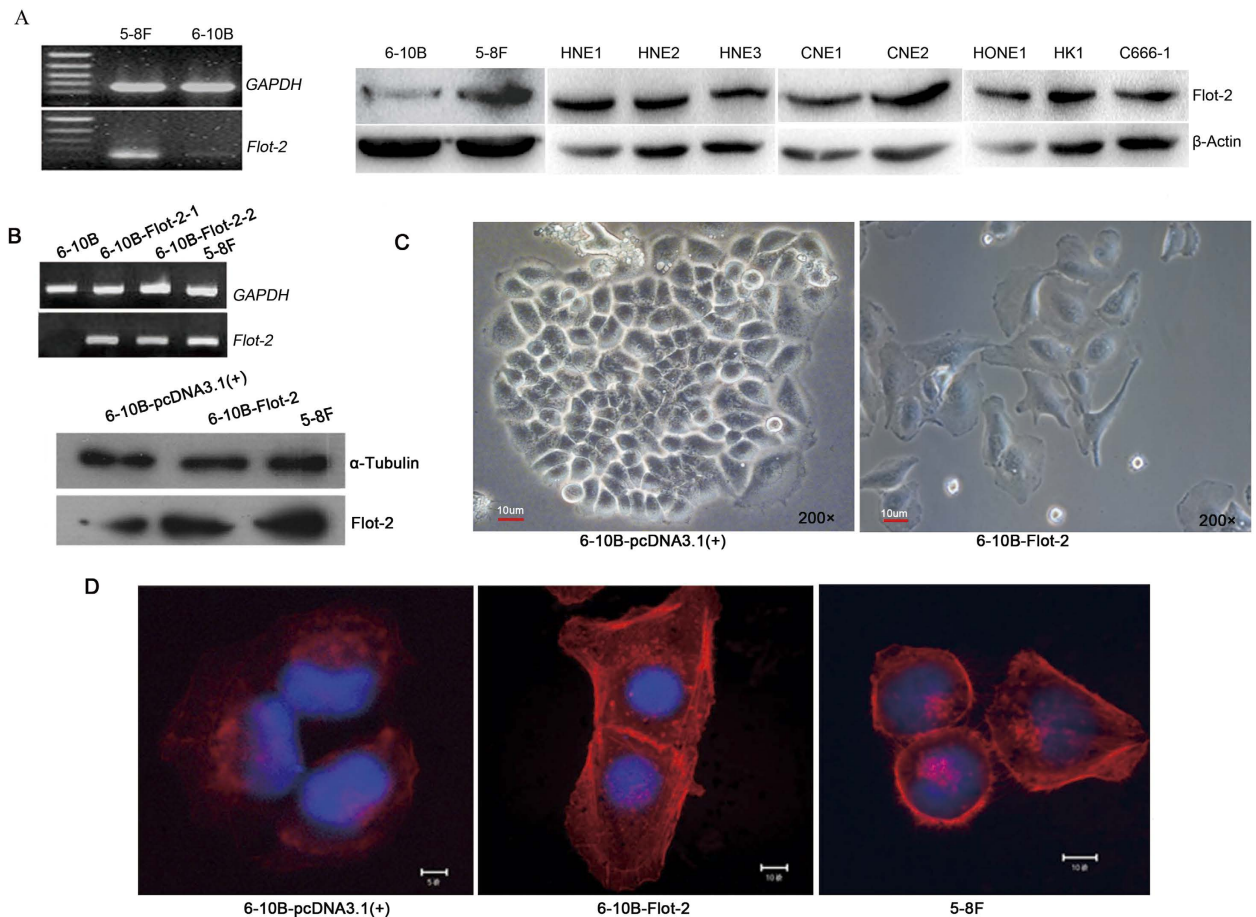 A
5-8F 6-10B
GAPDH
Flot-2
6-10B 5-8F HNE1 HNE2 HNE3 CNE1 CNE2 HONE1 HK1 C666-1
Flot-2
β-Actin
B
6-10B 6-10B-Flot-2-1 6-10B-Flot-2-2 5-8F
GAPDH
Flot-2
6-10B-pcDNA3.1(+) 6-10B-Flot-2 5-8F
α-Tubulin
Flot-2
C
10um 200×
6-10B-pcDNA3.1(+)
10um 200×
6-10B-Flot-2
D
5
6-10B-pcDNA3.1(+)
10
6-10B-Flot-2
10
5-8F